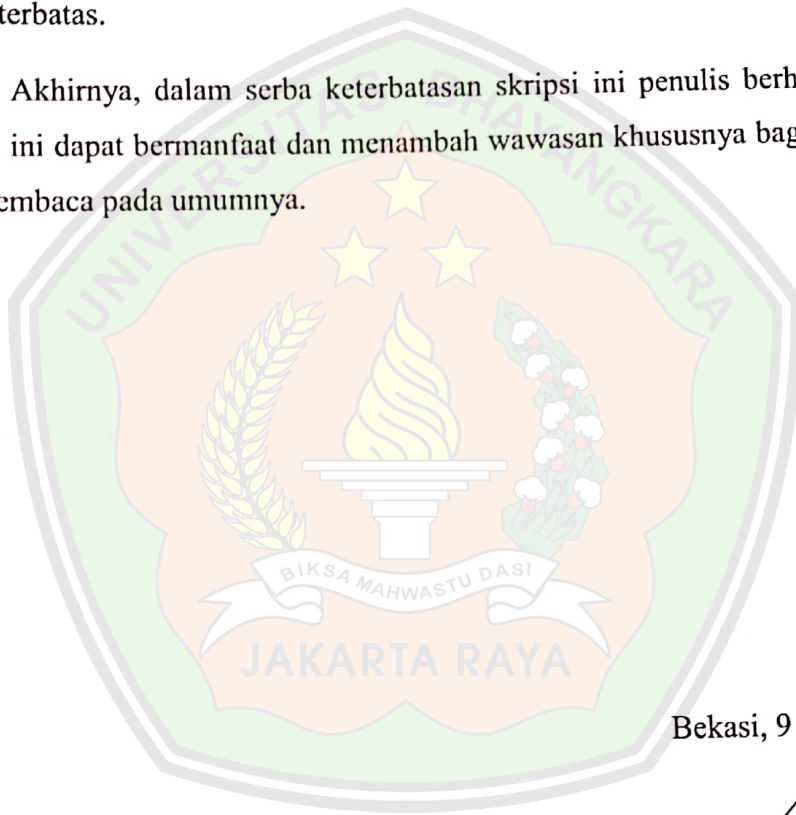 terbatas.
Akhirnya, dalam serba keterbatasan skripsi ini penulis berh
ini dapat bermanfaat dan menambah wawasan khususnya bag
embaca pada umumnya.
UNIVERSITAS BHAYANGKARA
BIKSA MAHWASTU DASI
JAKARTA RAYA
Bekasi, 9